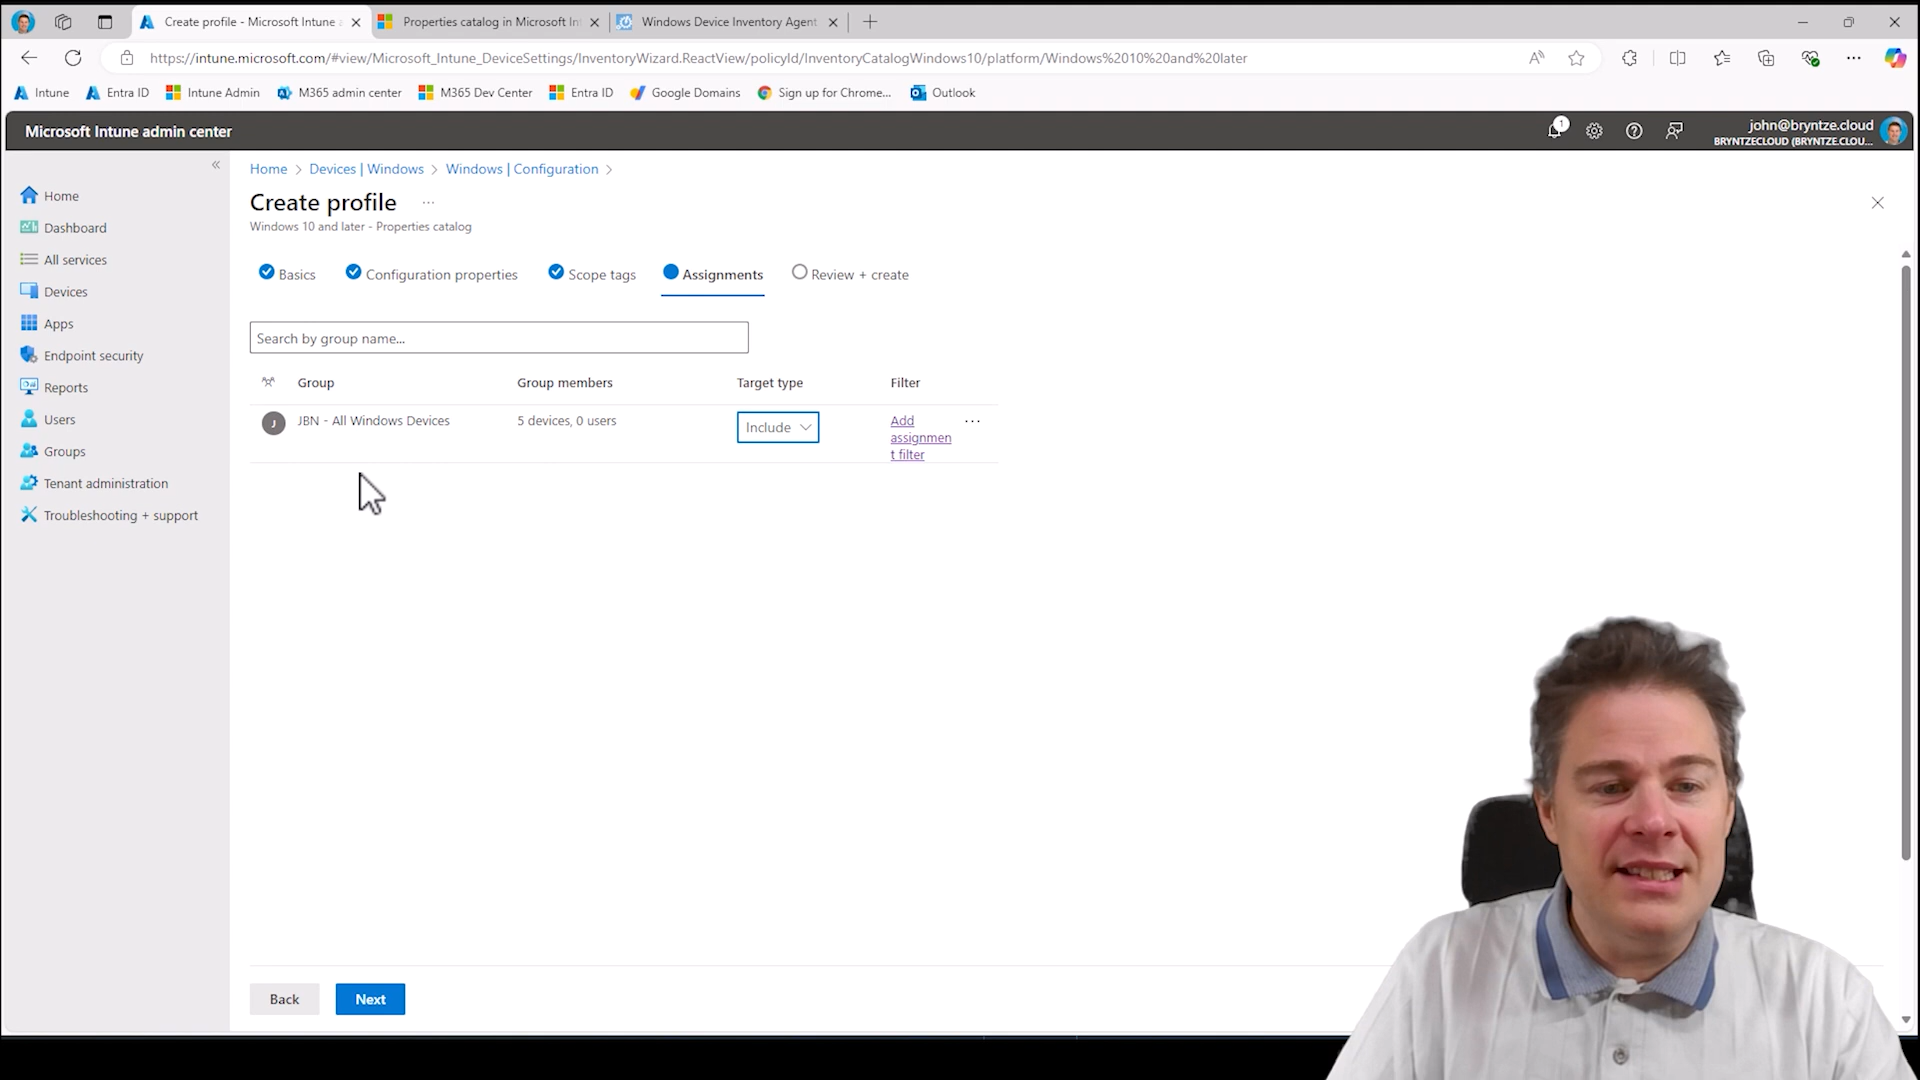 Create profile - Microsoft Intune a
Properties catalog in Microsoft In
Windows Device Inventory Agent
https://intune.microsoft.com/#view/Microsoft_Intune_DeviceSettings/InventoryWizard.ReactView/policyId/InventoryCatalogWindows10/platform/Windows%2010%20and%20later
Intune
Entra ID
Intune Admin
M365 admin center
M365 Dev Center
Entra ID
Google Domains
Sign up for Chrome...
Outlook
Microsoft Intune admin center
1
john@bryntze.cloud
BRYNTZECLOUD (BRYNTZE.CLOU...
Home
Dashboard
All services
Devices
Apps
Endpoint security
Reports
Users
Groups
Tenant administration
Troubleshooting + support
Home > Devices | Windows > Windows | Configuration >
Create profile ...
Windows 10 and later - Properties catalog
Basics
Configuration properties
Scope tags
Assignments
Review + create
Search by group name...
Group
Group members
Target type
Filter
J
JBN - All Windows Devices
5 devices, 0 users
Include
Add
assignmen
t filter
...
Back
Next